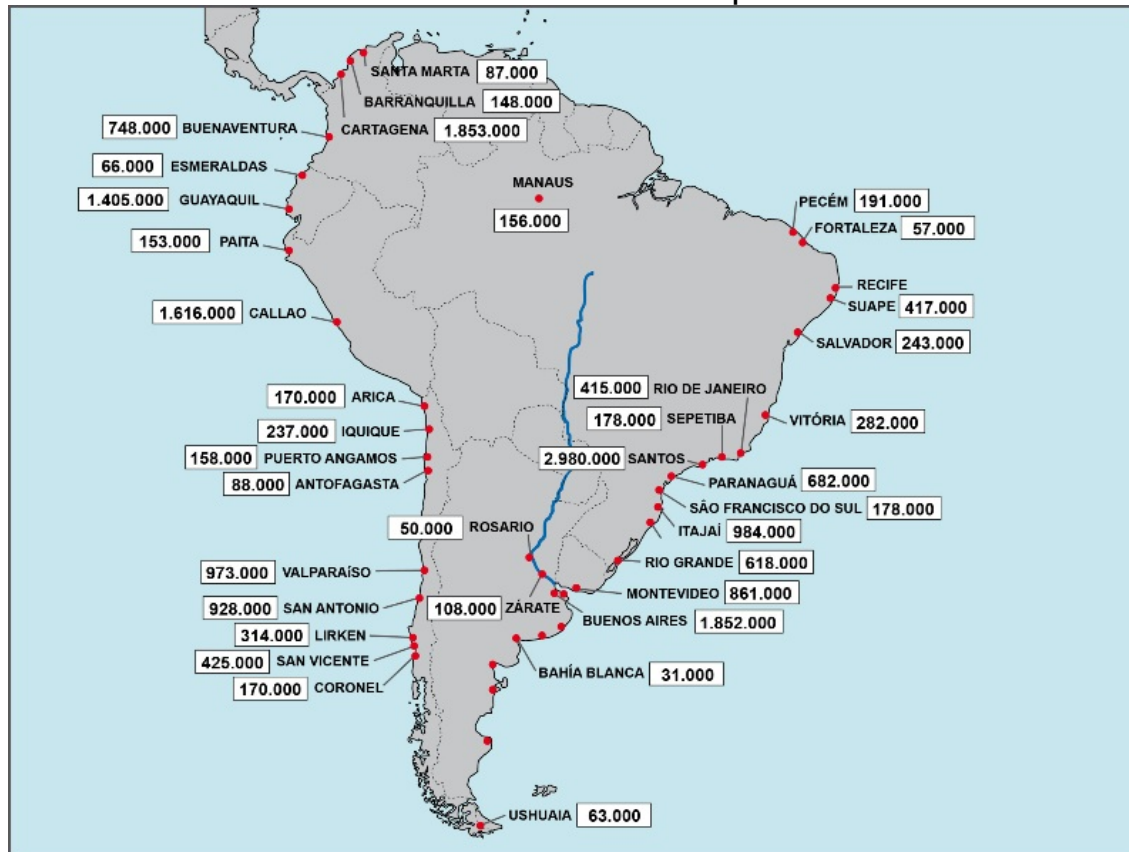 SANTA MARTA 87.000
BARRANQUILLA 148.000
748.000 BUENAVENTURA
CARTAGENA 1.853.000
66.000 ESMERALDAS
MANAUS
1.405.000 GUAYAQUIL
156.000
PECÉM 191.000
FORTALEZA 57.000
153.000 PAITA
RECIFE
SUAPE 417.000
1.616.000 CALLAO
SALVADOR 243.000
415.000 RIO DE JANEIRO
170.000 ARICA
178.000 SEPETIBA
VITÓRIA 282.000
237.000 IQUIQUE
158.000 PUERTO ANGAMOS
2.980.000 SANTOS
88.000 ANTOFAGASTA
PARANAGUÁ 682.000
SÂO FRANCISCO DO SUL 178.000
50.000 ROSARIO
ITAJAÍ 984.000
RIO GRANDE 618.000
973.000 VALPARAÍSO
MONTEVIDEO 861.000
928.000 SAN ANTONIO
108.000 ZÁRATE
BUENOS AIRES 1.852.000
314.000 LIRKEN
425.000 SAN VICENTE
BAHÍA BLANCA 31.000
170.000 CORONEL
USHUAIA 63.000